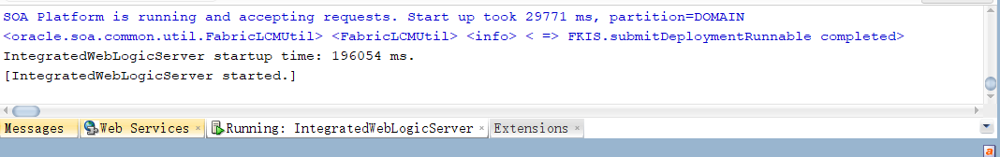 SOA Platform is running and accepting requests. Start up took 29771 ms, partition=DOMAIN
<oracle.soa.common.util.FabricLCMUtil> <FabricLCMUtil> <info> < => FKIS.submitDeploymentRunnable completed>
IntegratedWebLogicServer startup time: 196054 ms.
[IntegratedWebLogicServer started.]
Messages Web Services × Running: IntegratedWebLogicServer × Extensions ×
a